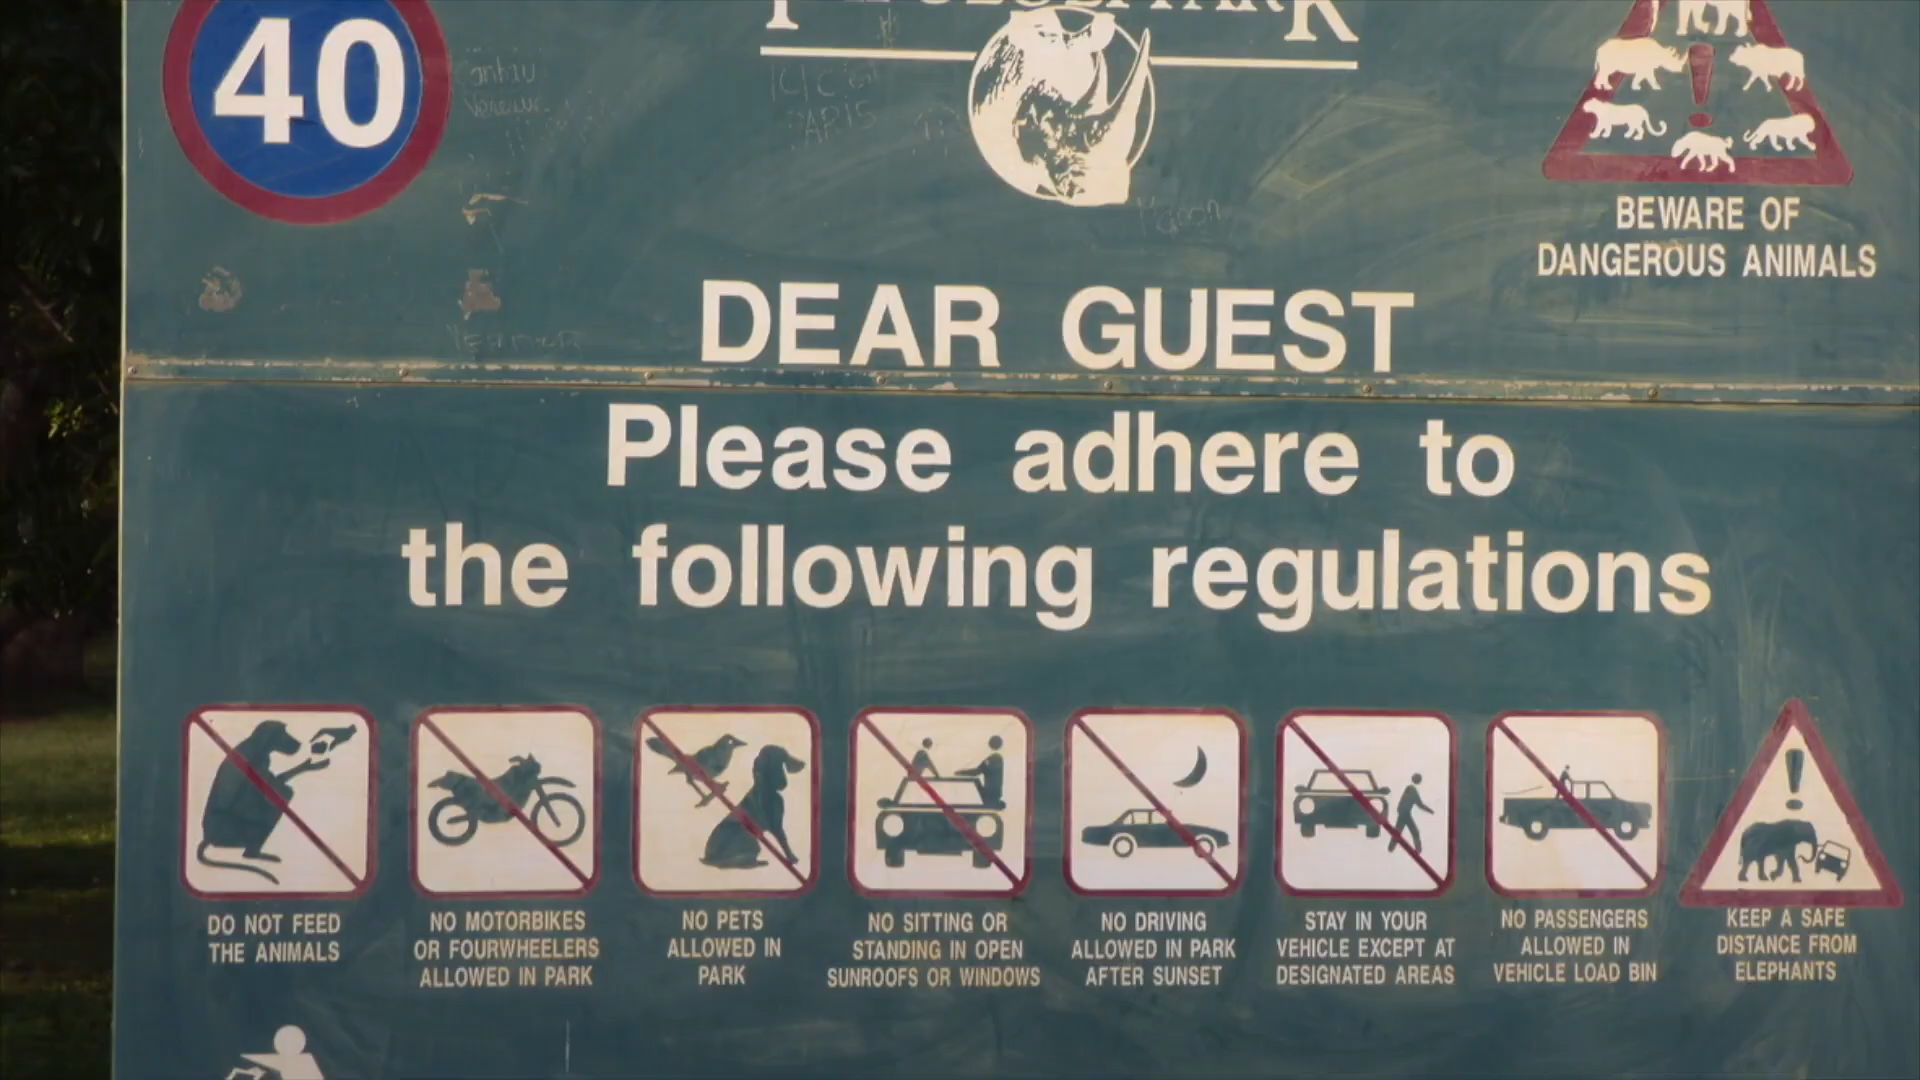 40
BEWARE OF
DANGEROUS ANIMALS
PARIS
DEAR GUEST
Please adhere to
the following regulations
DO NOT FEED
THE ANIMALS
NO MOTORBIKES
OR FOURWHEELERS
ALLOWED IN PARK
NO PETS
ALLOWED IN
PARK
NO SITTING OR
STANDING IN OPEN
SUNROOFS OR WINDOWS
NO DRIVING
ALLOWED IN PARK
AFTER SUNSET
STAY IN YOUR
VEHICLE EXCEPT AT
DESIGNATED AREAS
NO PASSENGERS
ALLOWED IN
VEHICLE LOAD BIN
KEEP A SAFE
DISTANCE FROM
ELEPHANTS